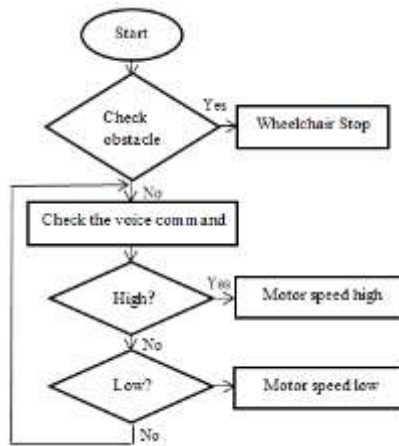 Start
Check
obstacle
Yes
Wheelchair Stop
No
Check the voice command
High?
Yes
Motor speed high
No
Low?
Motor speed low
No